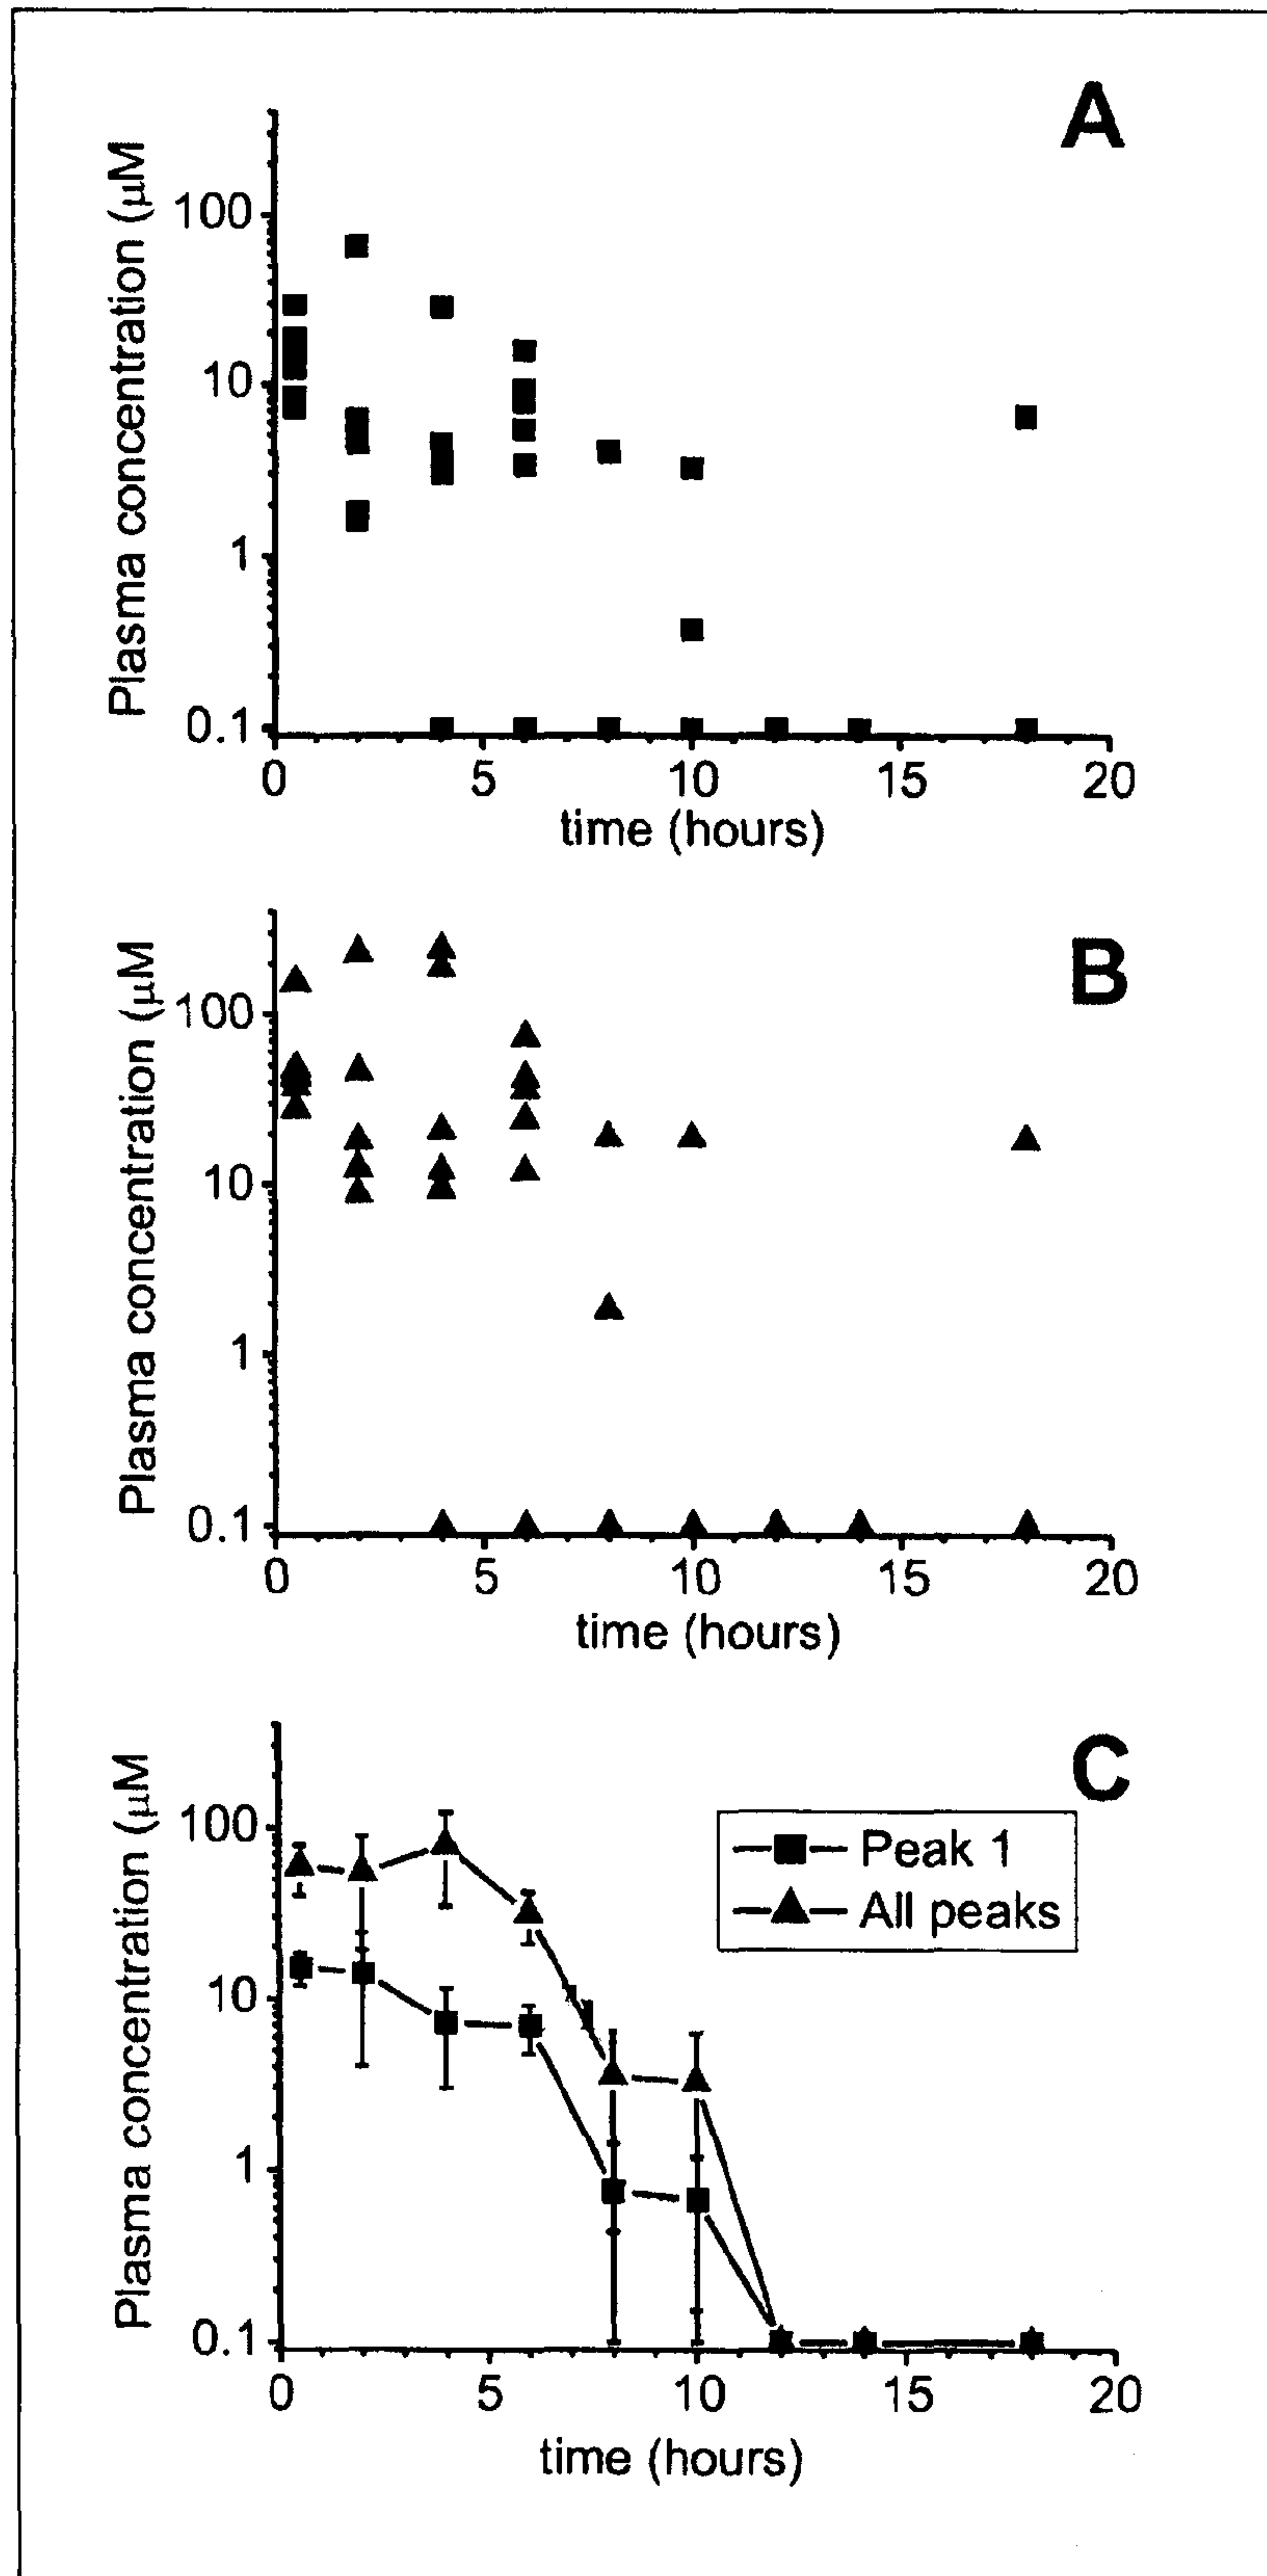 A
Plasma concentration (μM
100
10
1
0.1
0 5 10 15 20
time (hours)
B
Plasma concentration (μM
100
10
1
0.1
0 5 10 15 20
time (hours)
C
Plasma concentration (μM
100
10
1
0.1
Peak 1
All peaks
0 5 10 15 20
time (hours)